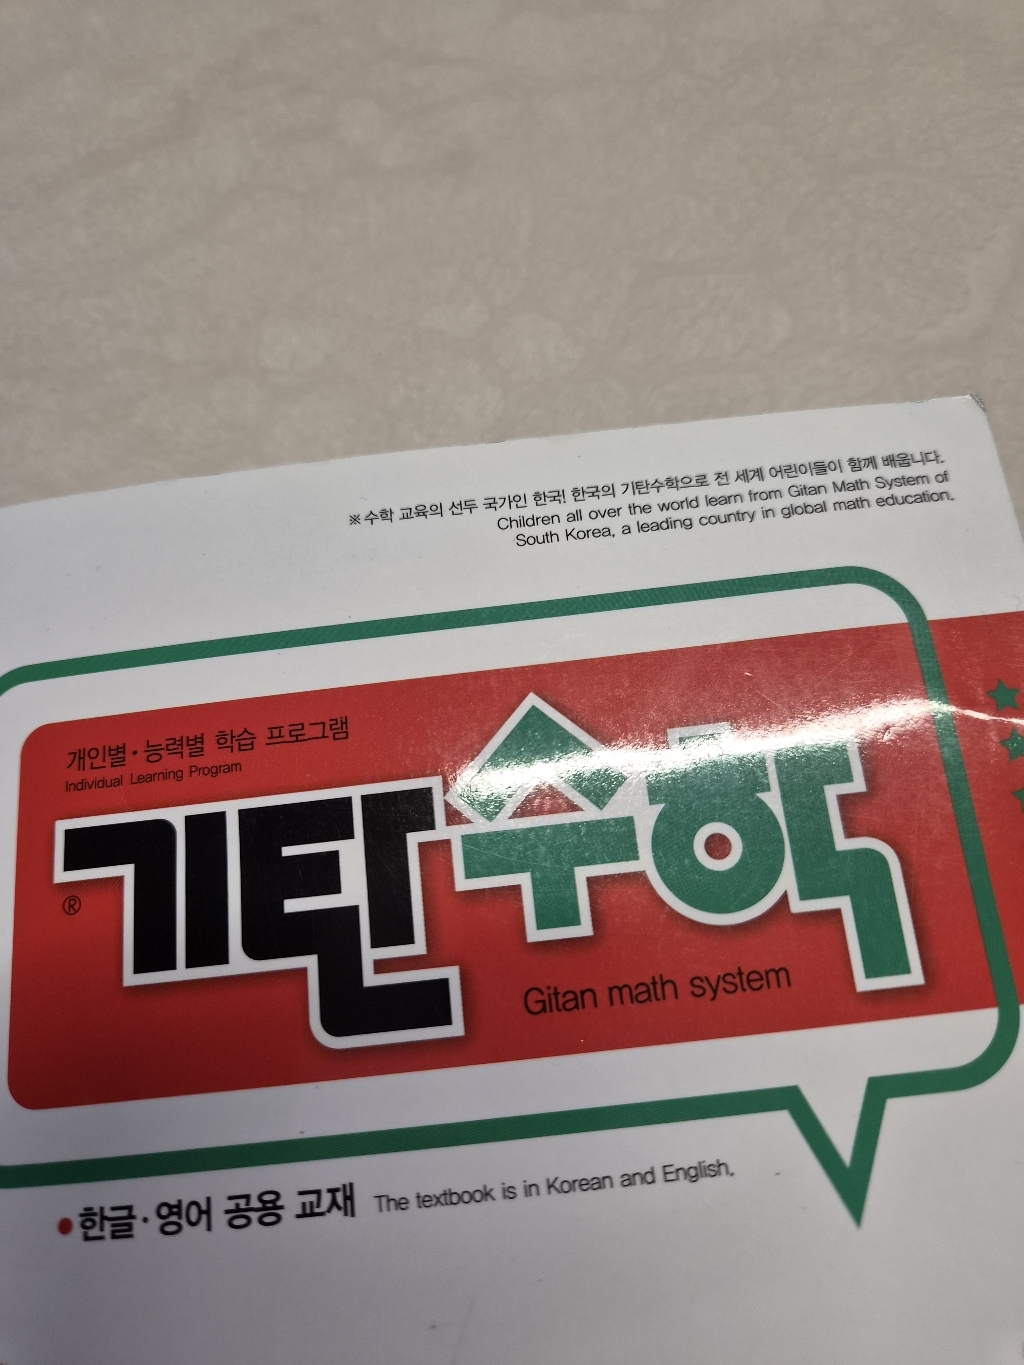 ※ 수학 교육의 선두 국가인 한국! 한국의 기탄수학으로 전 세계 어린이들이 함께 배웁니다.
Children all over the world learn from Gitan Math System of
South Korea, a leading country in global math education.
개인별·능력별 학습 프로그램
Individual Learning Program
기탄수학
®
Gitan math system
•한글·영어 공용 교재 The textbook is in Korean and English.